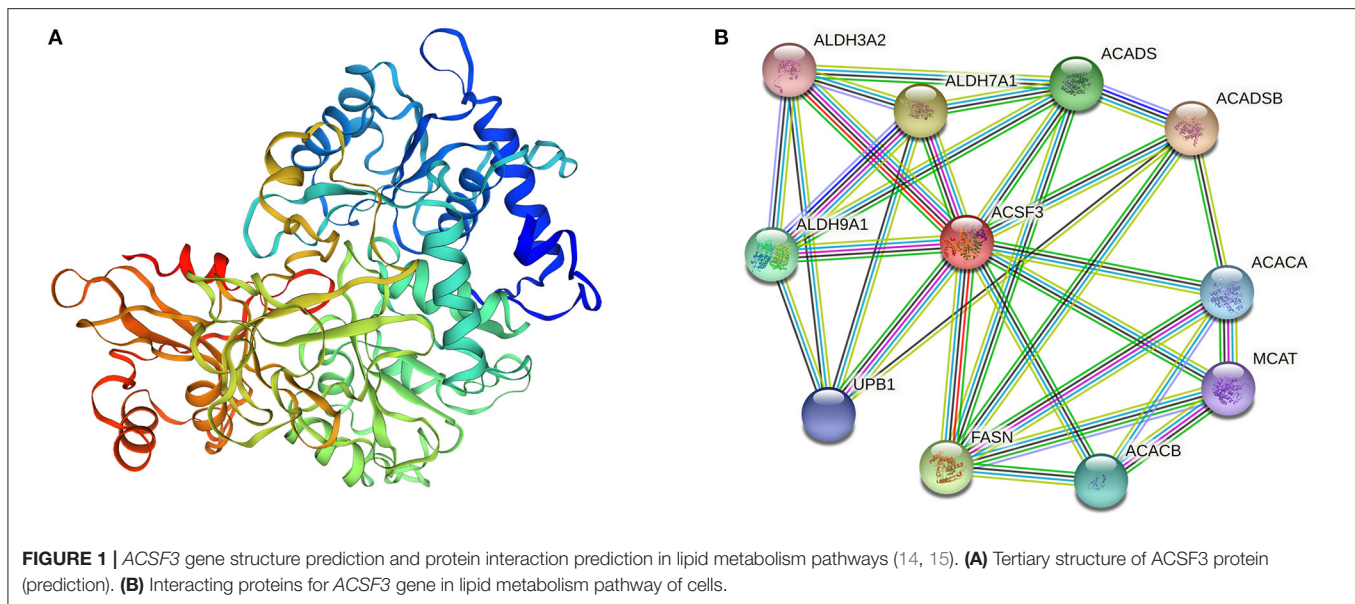 A
B
ALDH3A2
ACADS
ALDH7A1
ACADSB
ACSF3
ALDH9A1
ACACA
MCAT
UPB1
FASN
ACACB
FIGURE 1 | ACSF3 gene structure prediction and protein interaction prediction in lipid metabolism pathways (14, 15). (A) Tertiary structure of ACSF3 protein
(prediction). (B) Interacting proteins for ACSF3 gene in lipid metabolism pathway of cells.